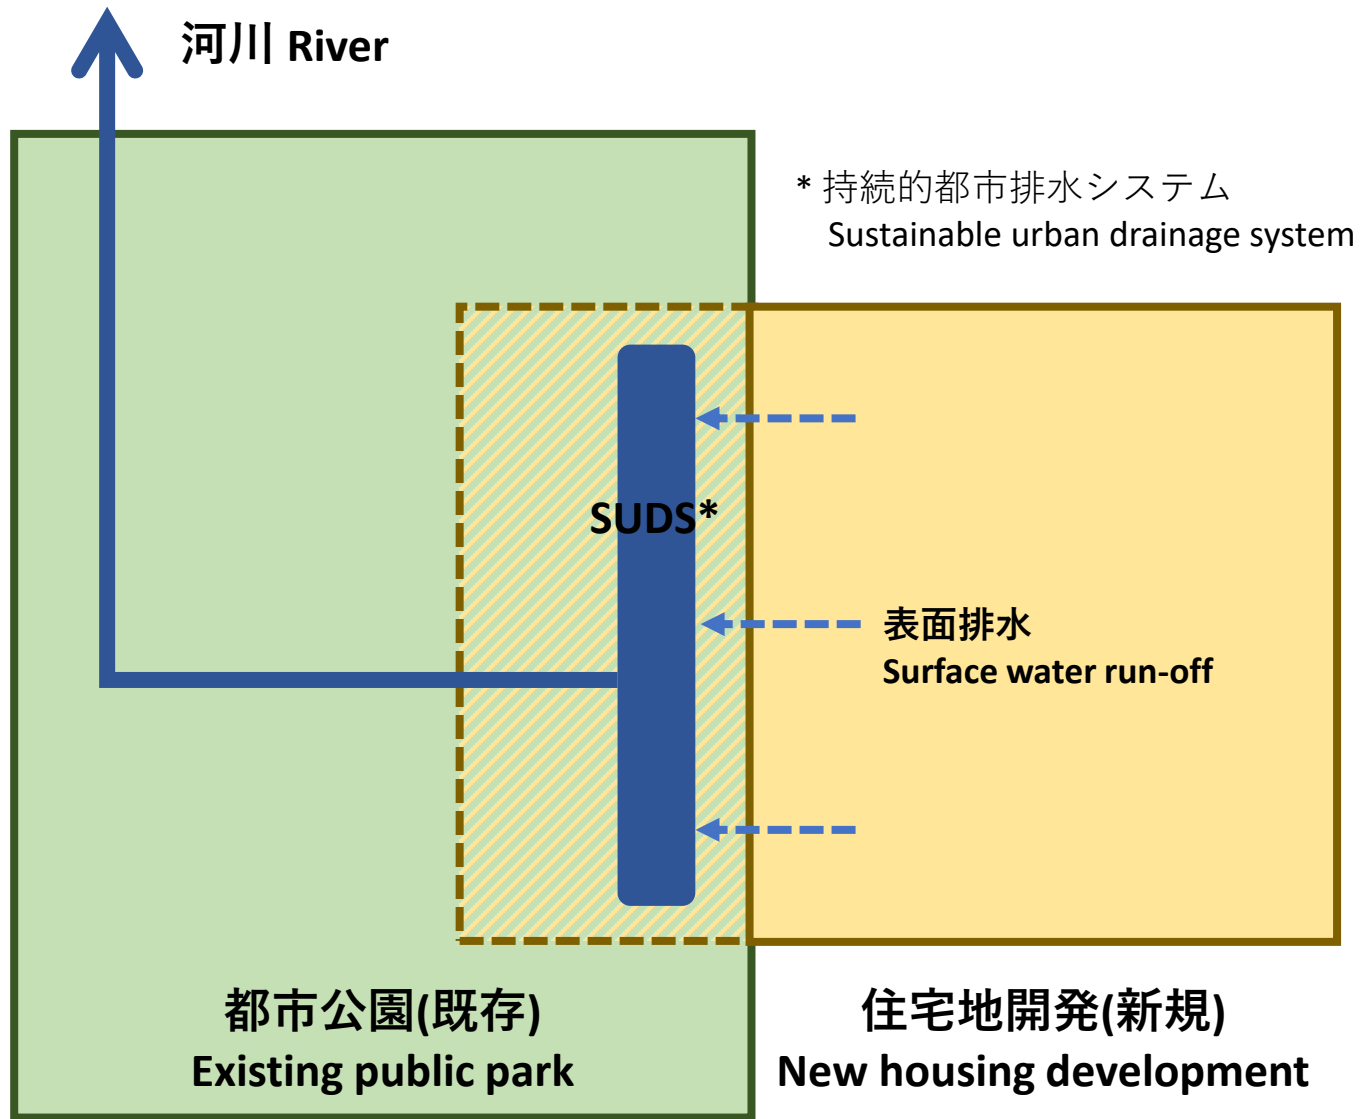 河川 River
* 持続的都市排水システム
Sustainable urban drainage system
SUDS*
表面排水
Surface water run-off
都市公園(既存)
Existing public park
住宅地開発(新規)
New housing development